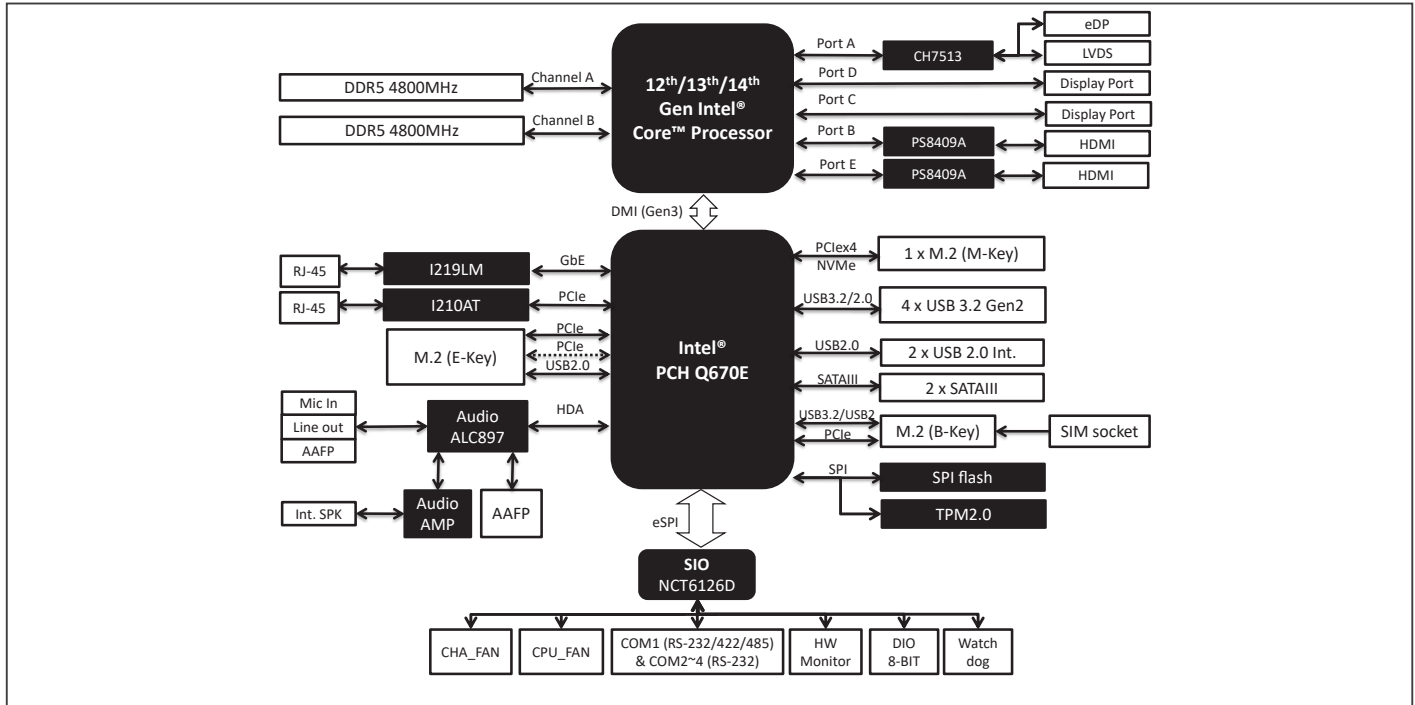 DDR5 4800MHz
Channel A
DDR5 4800MHz
Channel B
12th/13th/14th
Gen Intel®
Core™ Processor
Port A
CH7513
eDP
LVDS
Port D
Display Port
Port C
Display Port
Port B
PS8409A
HDMI
Port E
PS8409A
HDMI
DMI (Gen3)
RJ-45
I219LM
GbE
RJ-45
I210AT
PCIe
M.2 (E-Key)
PCIe
PCIe
USB2.0
Mic In
Line out
AAFP
Audio
ALC897
HDA
Int. SPK
Audio
AMP
AAFP
Intel®
PCH Q670E
PCIex4
NVMe
1 x M.2 (M-Key)
USB3.2/2.0
4 x USB 3.2 Gen2
USB2.0
2 x USB 2.0 Int.
SATAIII
2 x SATAIII
USB3.2/USB2
PCIe
M.2 (B-Key)
SIM socket
SPI
SPI flash
TPM2.0
eSPI
SIO
NCT6126D
CHA_FAN
CPU_FAN
COM1 (RS-232/422/485)
& COM2~4 (RS-232)
HW
Monitor
DIO
8-BIT
Watch
dog